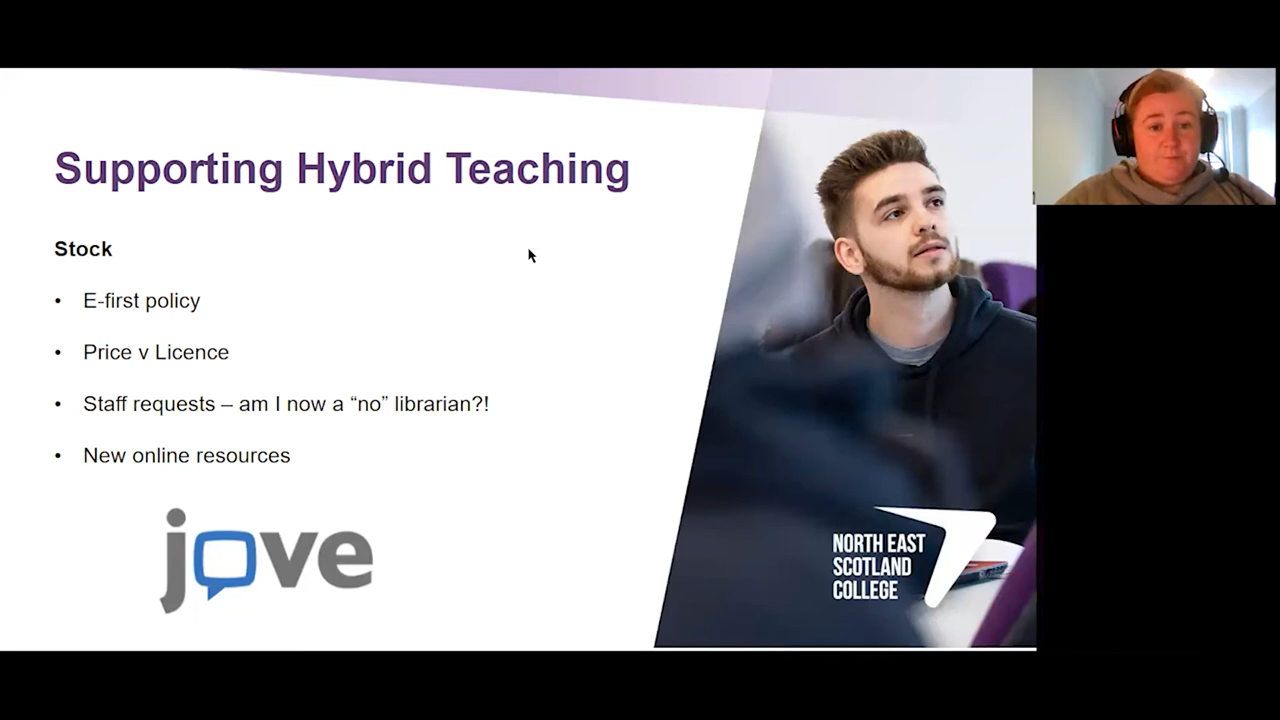 Supporting Hybrid Teaching
Stock
• E-first policy
• Price v Licence
• Staff requests – am I now a “no” librarian?!
• New online resources
jove
NORTH EAST
SCOTLAND
COLLEGE